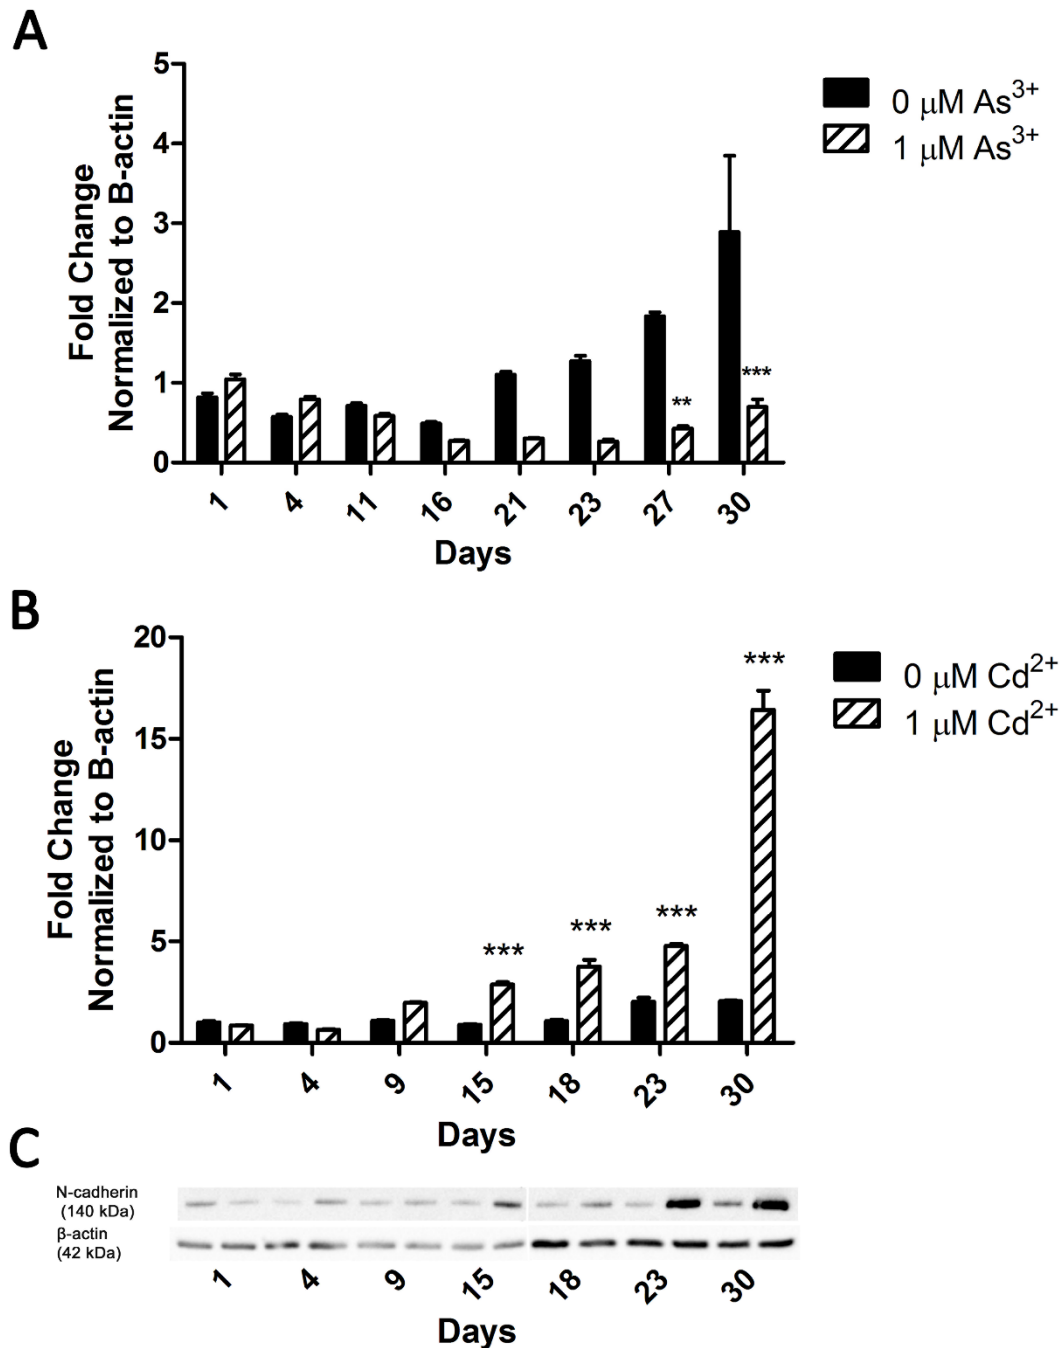 A
5
4
3
2
1
0
Fold Change
Normalized to B-actin
0 μM As³⁺
1 μM As³⁺
**
***
1 4 11 16 21 23 27 30
Days
B
20
15
10
5
0
Fold Change
Normalized to B-actin
0 μM Cd²⁺
1 μM Cd²⁺
*** *** *** ***
1 4 9 15 18 23 30
Days
C
N-cadherin
(140 kDa)
β-actin
(42 kDa)
1 4 9 15 18 23 30
Days